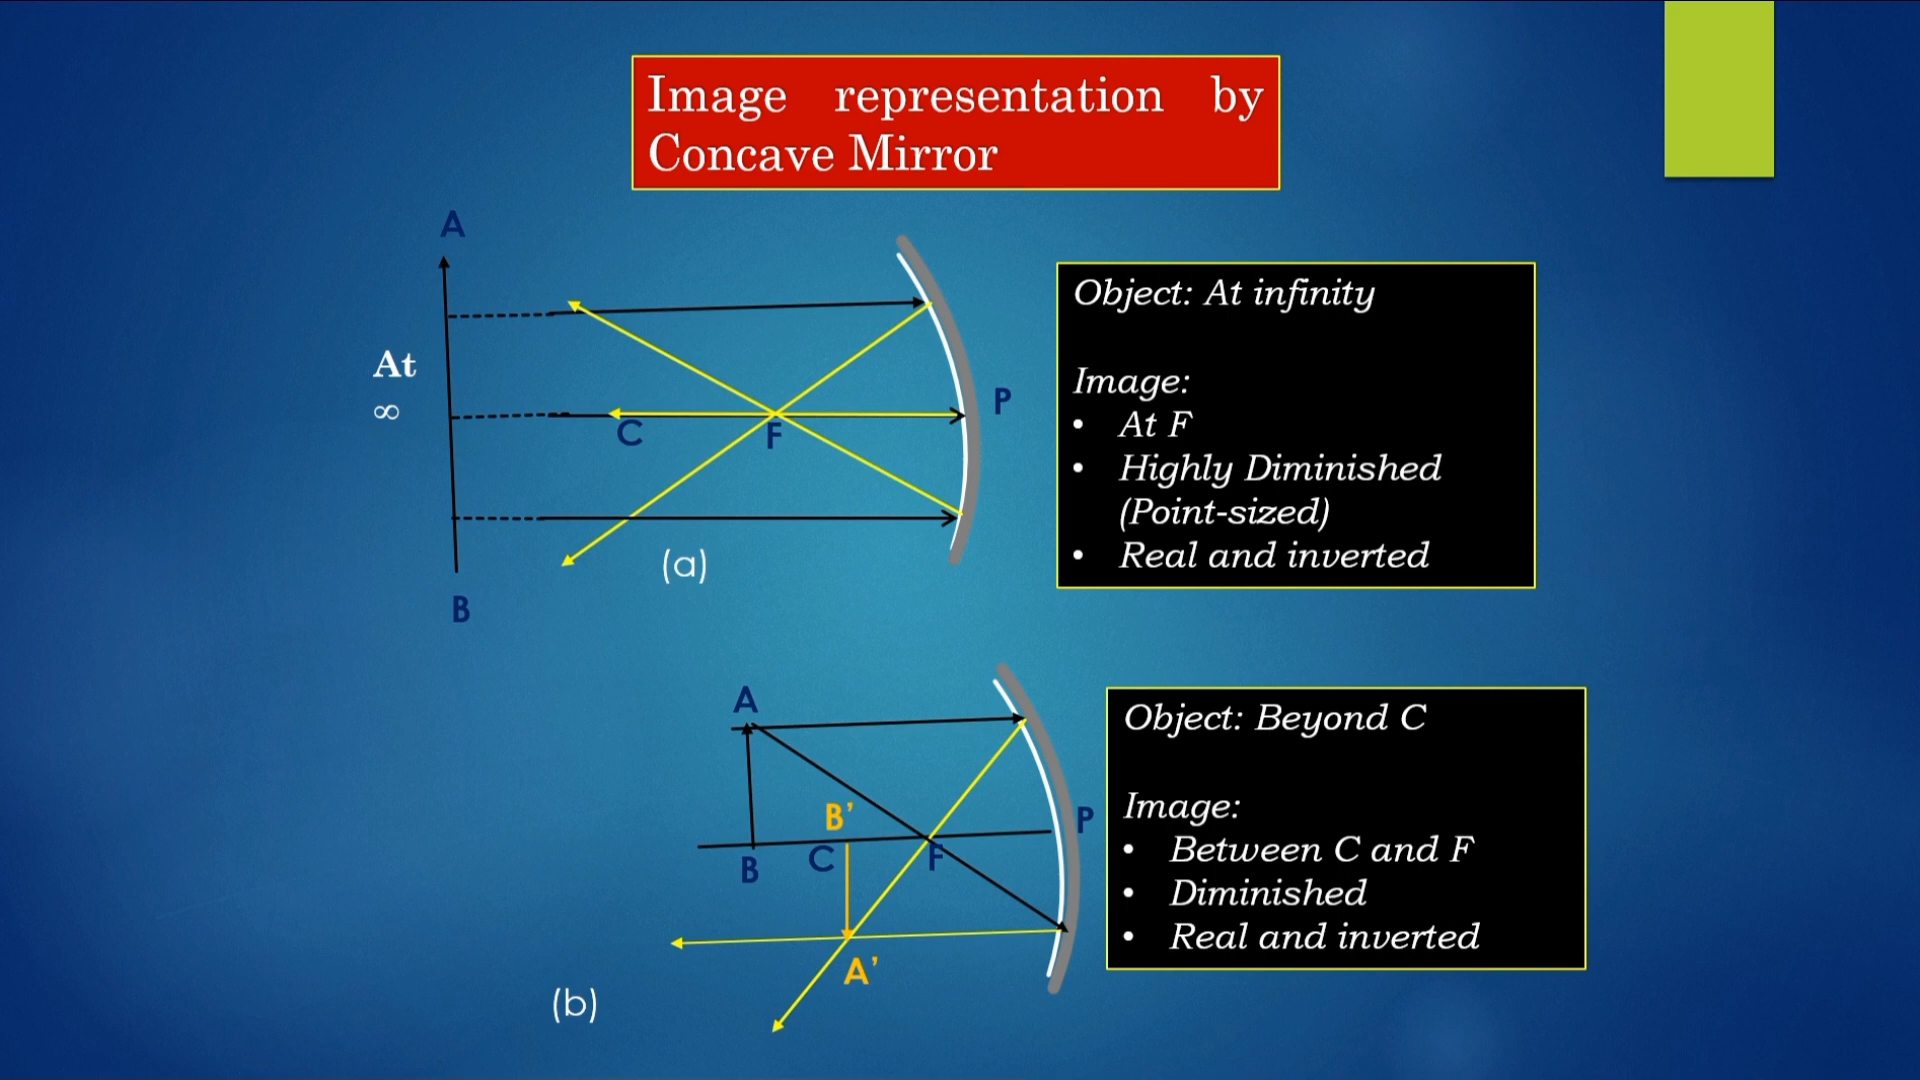 Image representation by
Concave Mirror
A
At
∞
C
F
P
B
(a)
Object: At infinity
Image:
• At F
• Highly Diminished
(Point-sized)
• Real and inverted
A
B’
P
B
C
F
A’
(b)
Object: Beyond C
Image:
• Between C and F
• Diminished
• Real and inverted